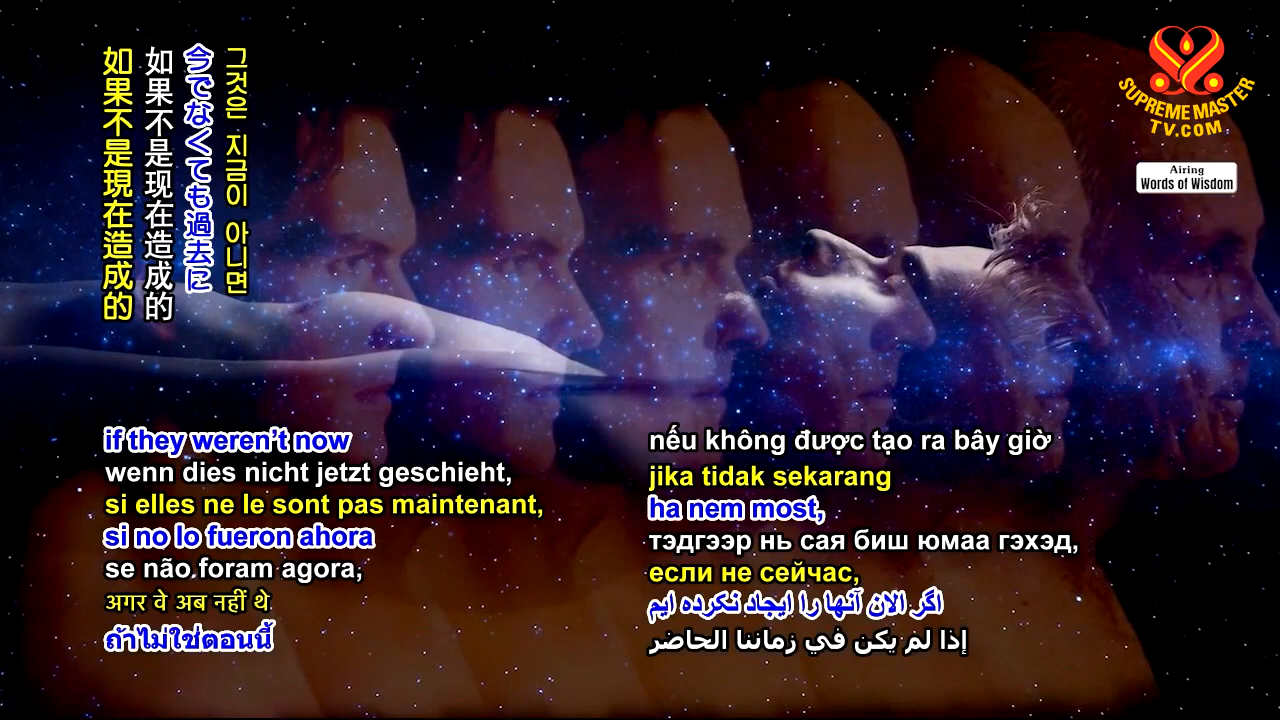 如果不是現在造成的
如果不是现在造成的
今でなくても過去に
그것은 지금이 아니면
SUPREME MASTER
TV.COM
Airing
Words of Wisdom
if they weren’t now
wenn dies nicht jetzt geschieht,
si elles ne le sont pas maintenant,
si no lo fueron ahora
se não foram agora,
अगर वे अब नहीं थे
ถ้าไม่ใช่ตอนนี้
nếu không được tạo ra bây giờ
jika tidak sekarang
ha nem most,
тэдгээр нь сая биш юмаа гэхэд,
если не сейчас,
اگر الان آنها را ایجاد نکرده ایم
إذا لم يكن في زماننا الحاضر